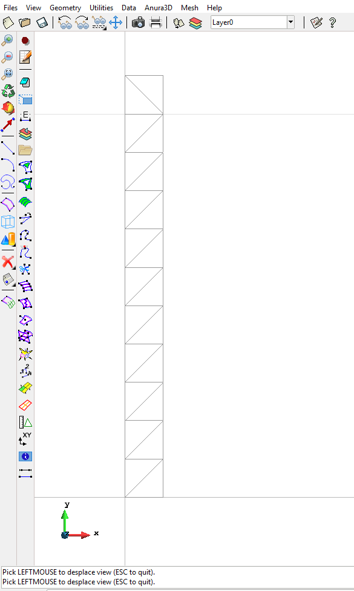 Files View Geometry Utilities Data Anura3D Mesh Help
Layer0
E
XY
y
x
Pick LEFTMOUSE to desplace view (ESC to quit).
Pick LEFTMOUSE to desplace view (ESC to quit).